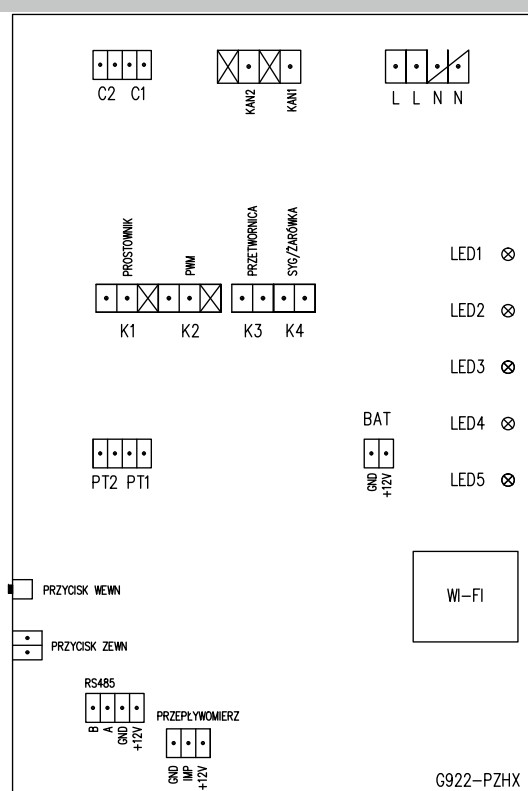 C2 C1
KAN2
KAN1
L L N N
PROSTOWNIK
PWM
PRZETWORNICA
SYG/ŻARÓWKA
K1
K2
K3
K4
LED1
LED2
LED3
LED4
LED5
BAT
GND
+12V
PT2 PT1
WI-FI
PRZYCISK WEWN
PRZYCISK ZEWN
RS485
B
A
GND
+12V
PRZEPŁYWOMIERZ
GND
IMP
+12V
G922-PZHX